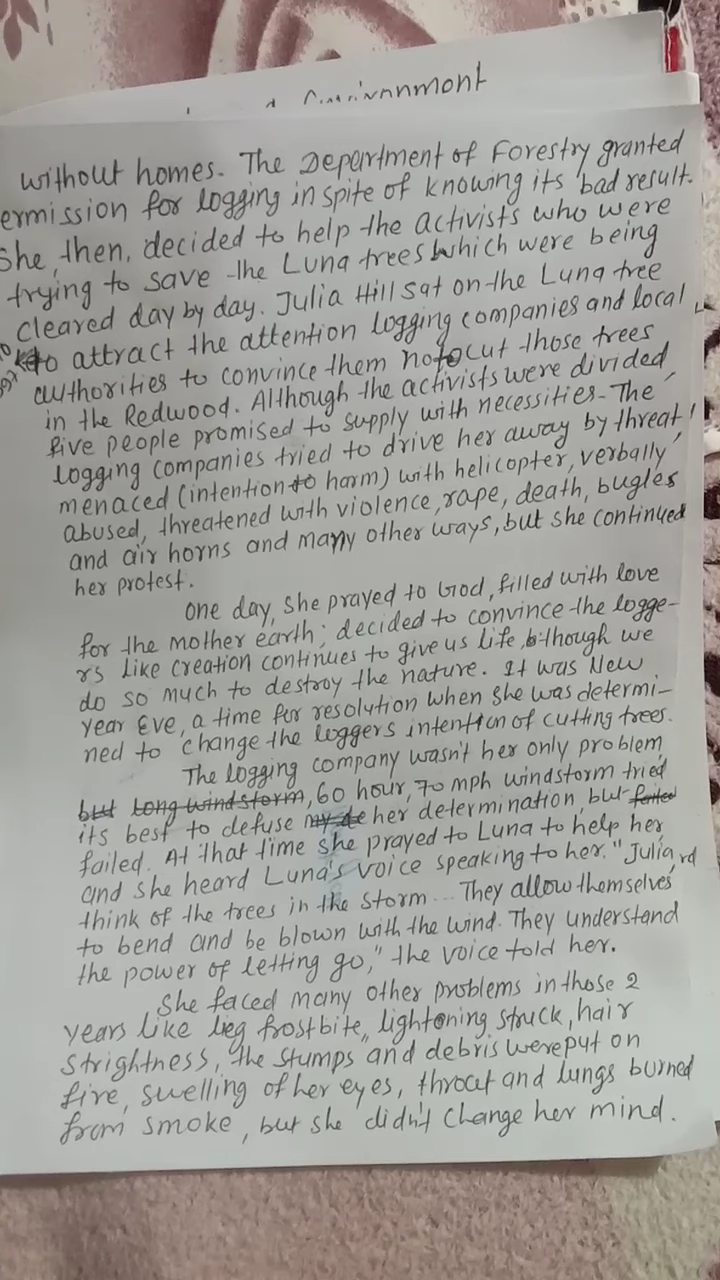 Environment
without homes. The Department of Forestry granted
ermission for logging in spite of knowing its bad result.
She, then, decided to help the activists who were
trying to save the Luna trees which were being
cleared day by day. Julia Hill sat on the Luna tree
to attract the attention logging companies and local
authorities to convince them not to cut those trees
in the Redwood. Although the activists were divided,
five people promised to supply with necessities. The
logging companies tried to drive her away by threat,
menaced (intention to harm) with helicopter, verbally
abused, threatened with violence, rape, death, bugles
and air horns and many other ways, but she continued
her protest.
One day, she prayed to God, filled with love
for the mother earth; decided to convince the logge-
rs like creation continues to give us life, though we
do so much to destroy the nature. It was New
year Eve, a time for resolution when she was determi-
ned to change the loggers intention of cutting trees.
The logging company wasn't her only problem,
but long windstorm, 60 hour, 70 mph windstorm tried
its best to defuse my de her determination, but failed
failed. At that time she prayed to Luna to help her
and she heard Luna's voice speaking to her. "Julia,
think of the trees in the storm... They allow themselves
to bend and be blown with the wind. They understand
the power of letting go," the voice told her.
She faced many other problems in those 2
years like leg frostbite, lightening struck, hair
strightness, the stumps and debris were put on
fire, swelling of her eyes, throat and lungs burned
from smoke, but she didn't change her mind.